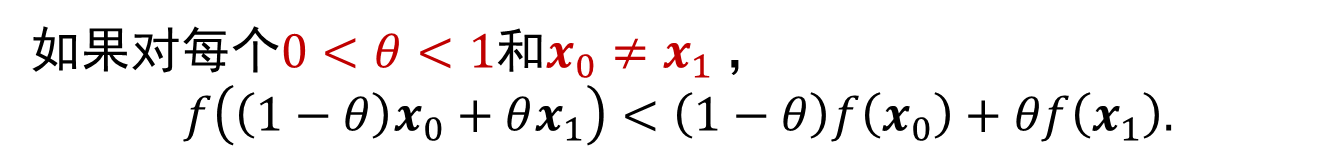 如果对每个0 < θ < 1和x₀ ≠ x₁，
f((1 − θ)x₀ + θx₁) < (1 − θ)f(x₀) + θf(x₁).